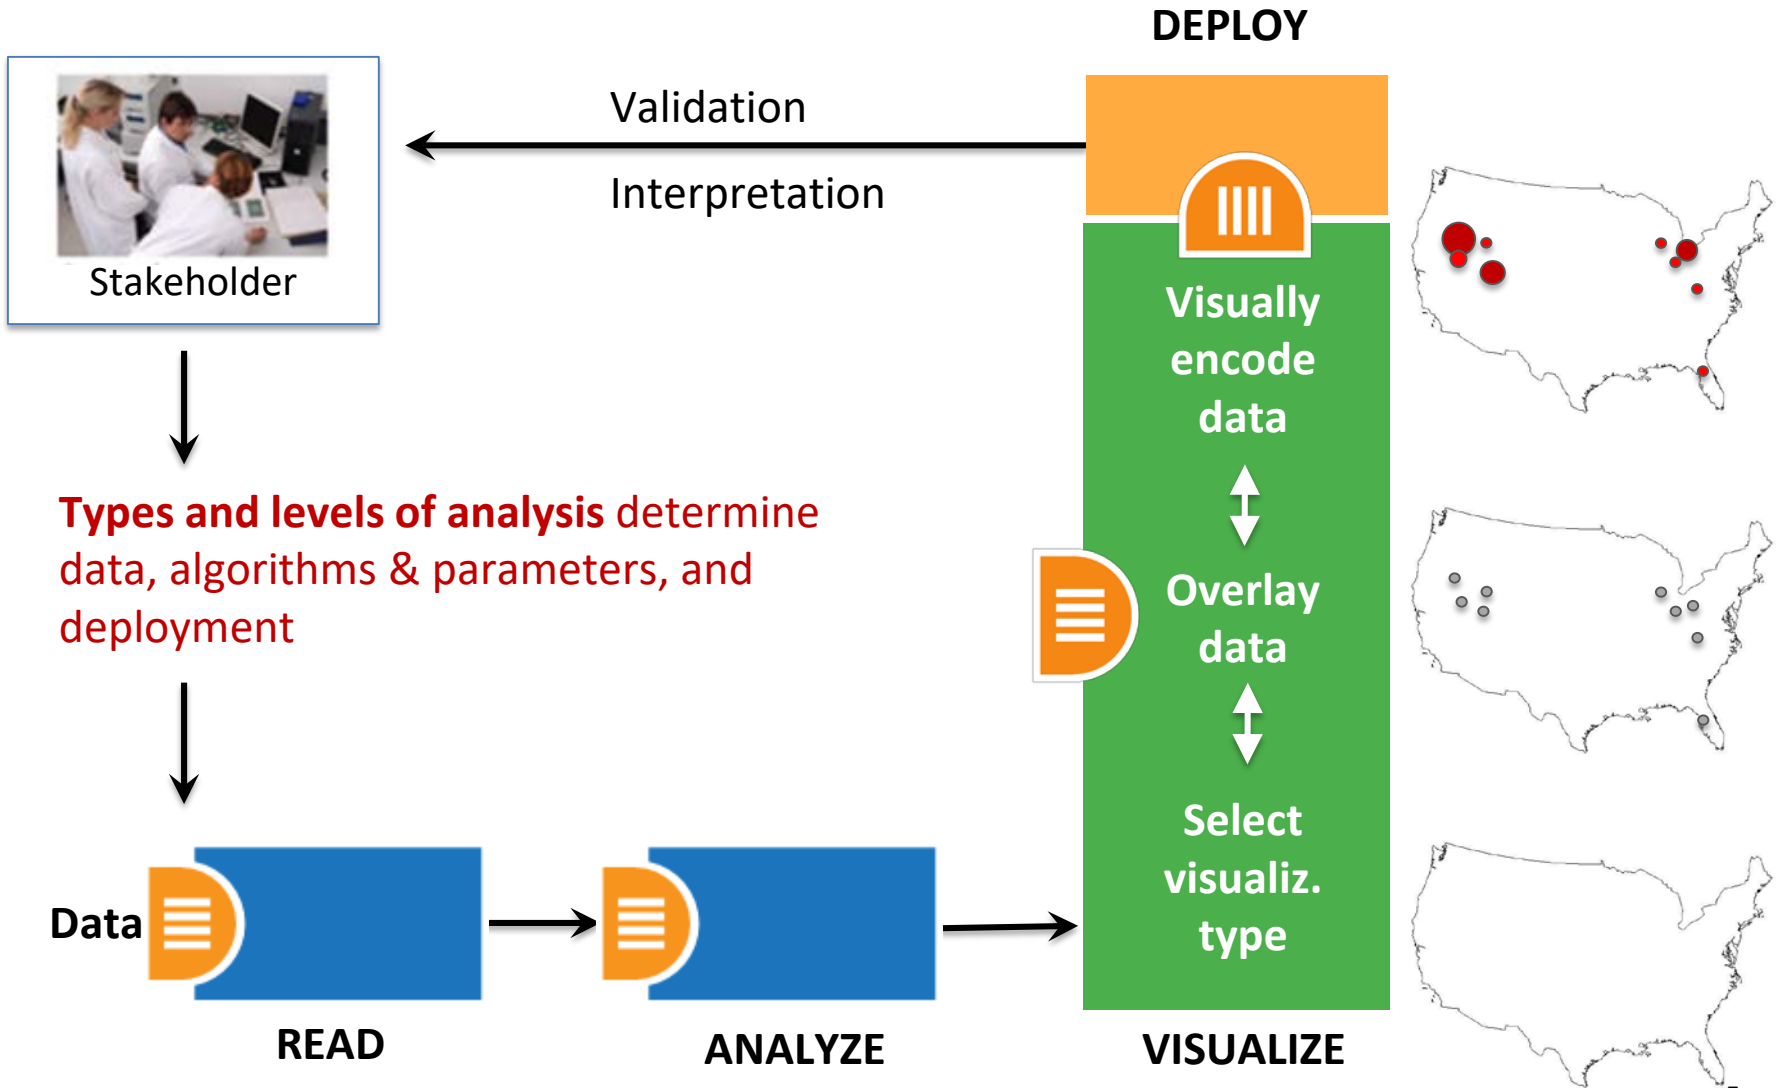 DEPLOY
Validation
Interpretation
Stakeholder
Visually
encode
data
Types and levels of analysis determine
data, algorithms & parameters, and
deployment
Overlay
data
Select
visualiz.
type
Data
READ
ANALYZE
VISUALIZE